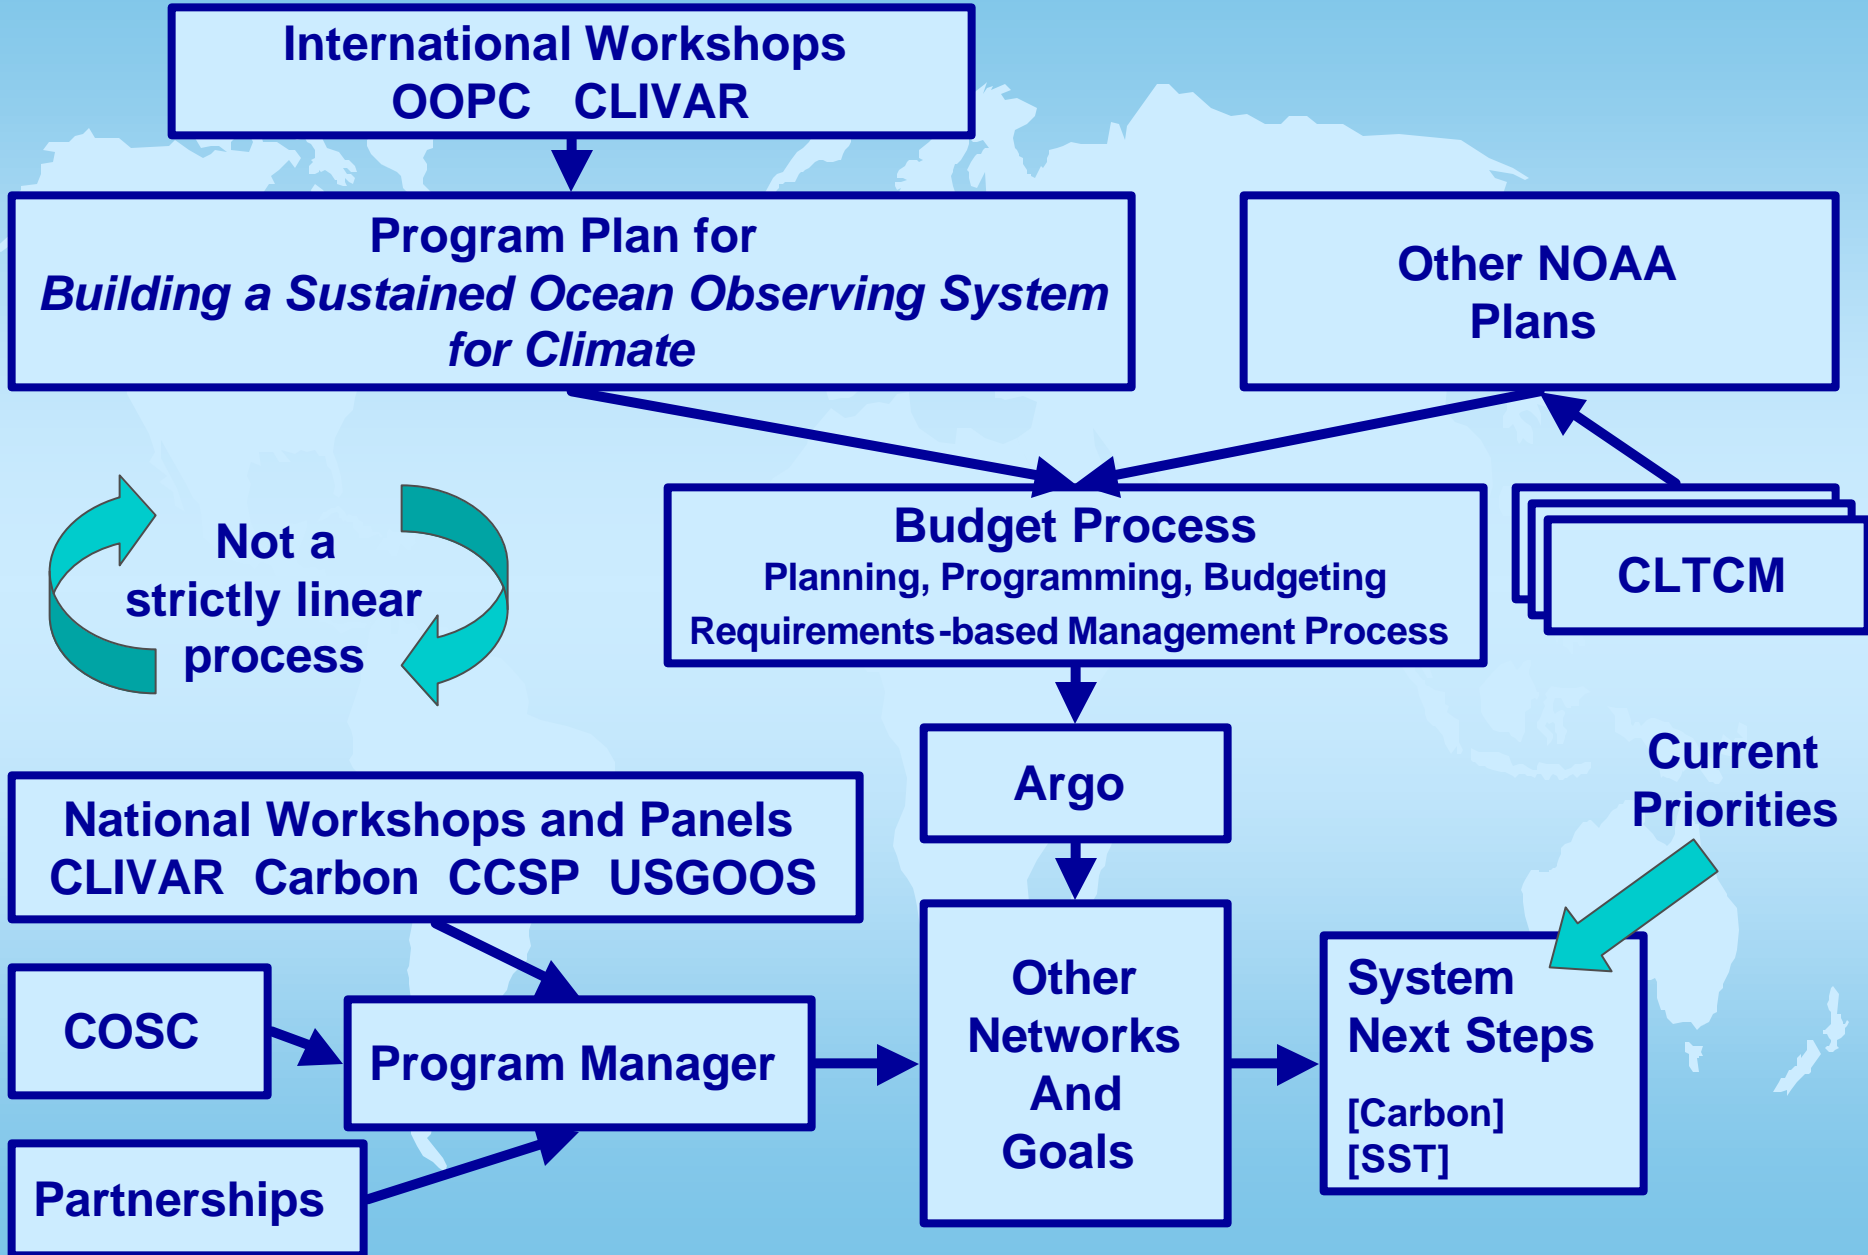 International Workshops
OOPC CLIVAR
Program Plan for
Building a Sustained Ocean Observing System
for Climate
Other NOAA
Plans
Not a
strictly linear
process
Budget Process
Planning, Programming, Budgeting
Requirements-based Management Process
CLTCM
Argo
Current
Priorities
National Workshops and Panels
CLIVAR Carbon CCSP USGOOS
COSC
Program Manager
Partnerships
Other
Networks
And
Goals
System
Next Steps
[Carbon]
[SST]